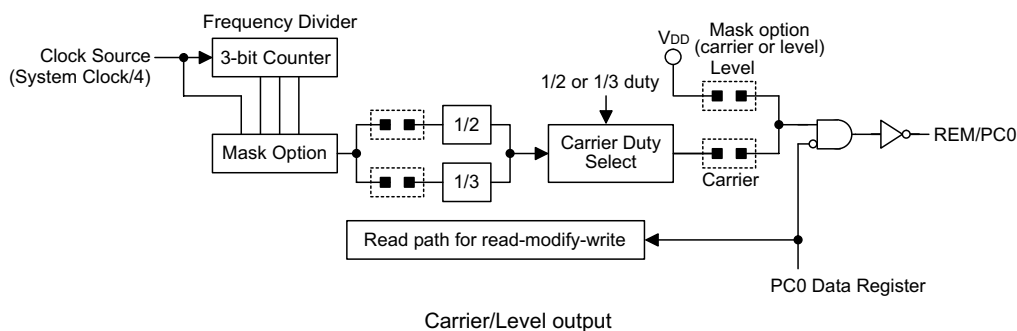 Frequency Divider
Clock Source
(System Clock/4)
3-bit Counter
Mask Option
1/2
1/3
1/2 or 1/3 duty
Carrier Duty
Select
VDD
Mask option
(carrier or level)
Level
Carrier
REM/PC0
Read path for read-modify-write
PC0 Data Register
Carrier/Level output